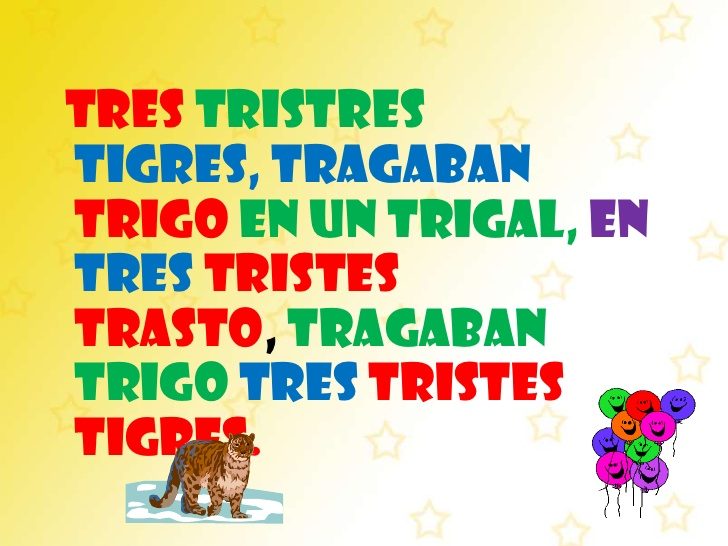 TRES TRISTRES
TIGRES, TRAGABAN
TRIGO EN UN TRIGAL, EN
TRES TRISTES
TRASTO, TRAGABAN
TRIGO TRES TRISTES
TIGRES.